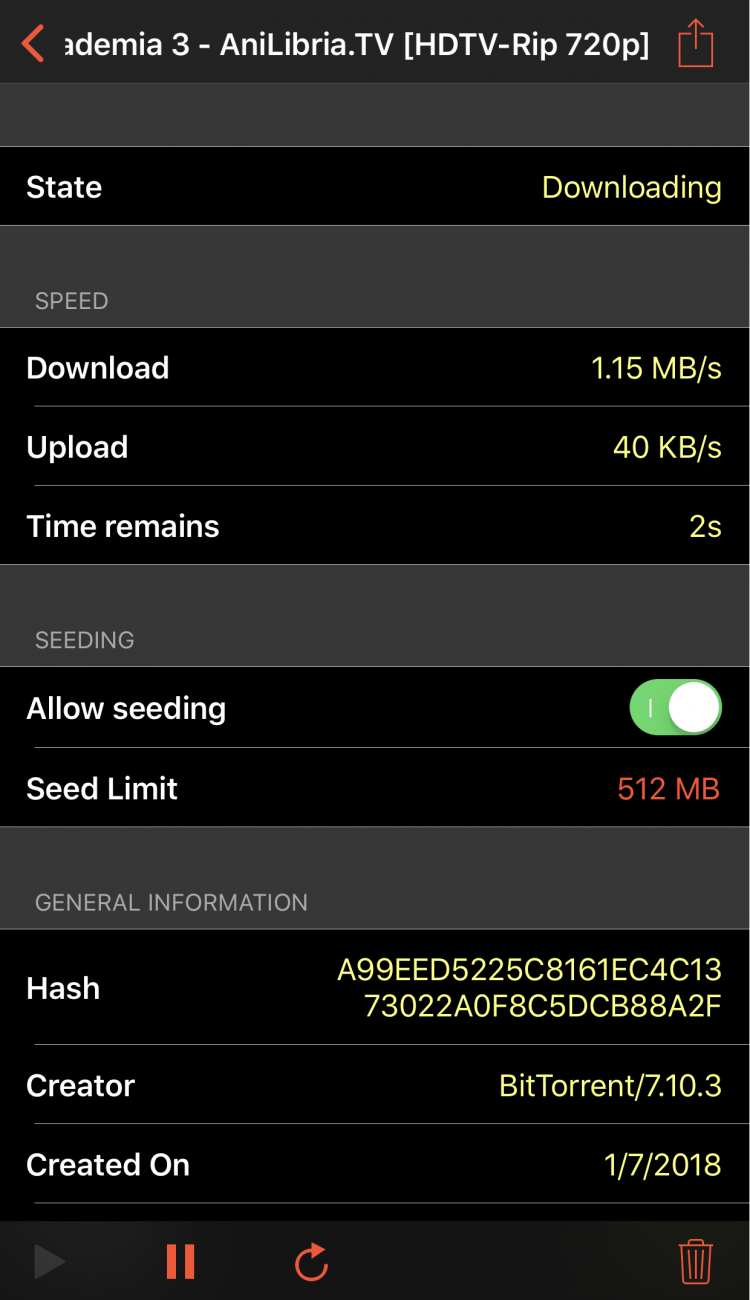 ademia 3 - AniLibria.TV [HDTV-Rip 720p]
State Downloading
SPEED
Download 1.15 MB/s
Upload 40 KB/s
Time remains 2s
SEEDING
Allow seeding
Seed Limit 512 MB
GENERAL INFORMATION
Hash A99EED5225C8161EC4C13
73022A0F8C5DCB88A2F
Creator BitTorrent/7.10.3
Created On 1/7/2018